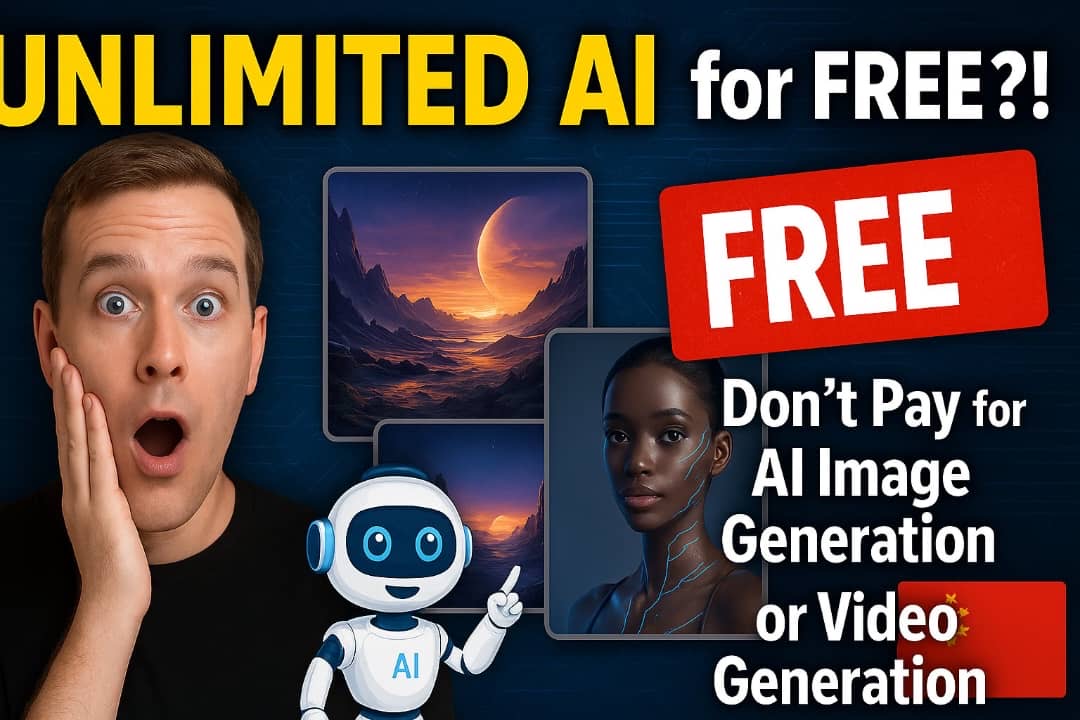 UNLIMITED AI for FREE?!
FREE
Don't Pay for
AI Image
Generation
or Video
Generation
AI